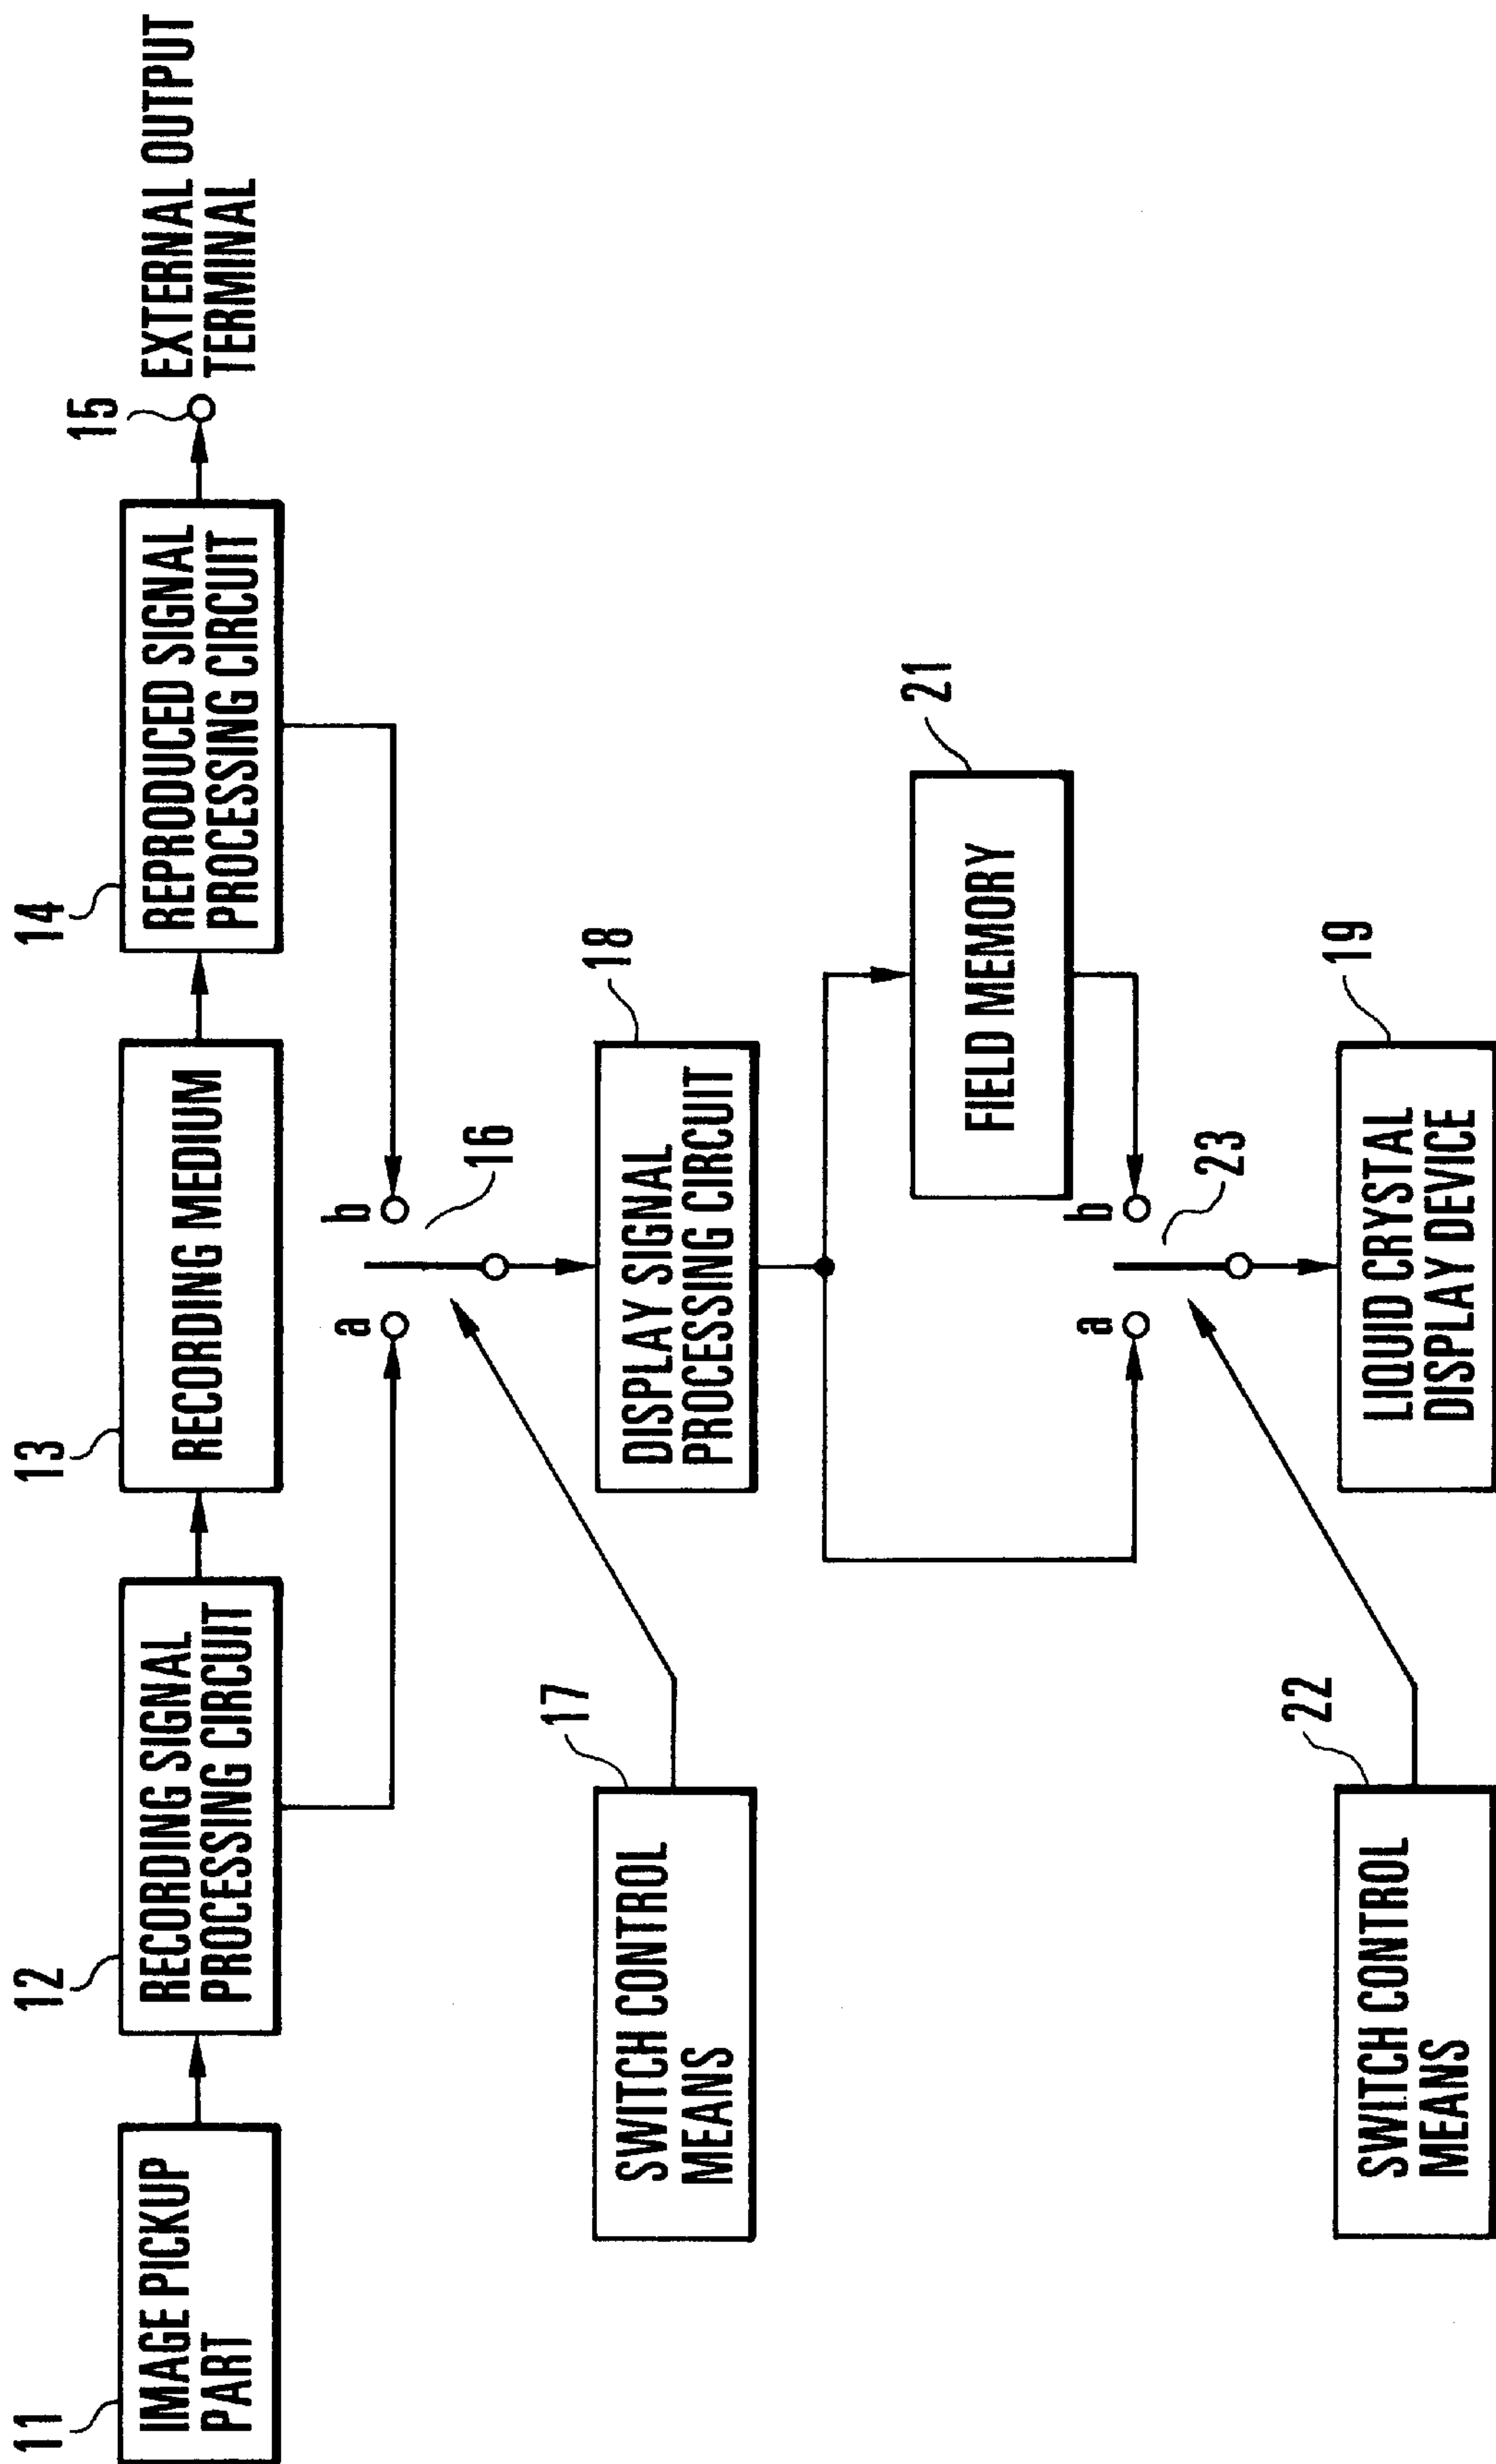 11
IMAGE PICKUP
PART
12
RECORDING SIGNAL
PROCESSING CIRCUIT
13
RECORDING MEDIUM
14
REPRODUCED SIGNAL
PROCESSING CIRCUIT
15
EXTERNAL OUTPUT
TERMINAL
a
b
16
17
SWITCH CONTROL
MEANS
18
DISPLAY SIGNAL
PROCESSING CIRCUIT
21
FIELD MEMORY
a
b
23
22
SWITCH CONTROL
MEANS
19
LIQUID CRYSTAL
DISPLAY DEVICE